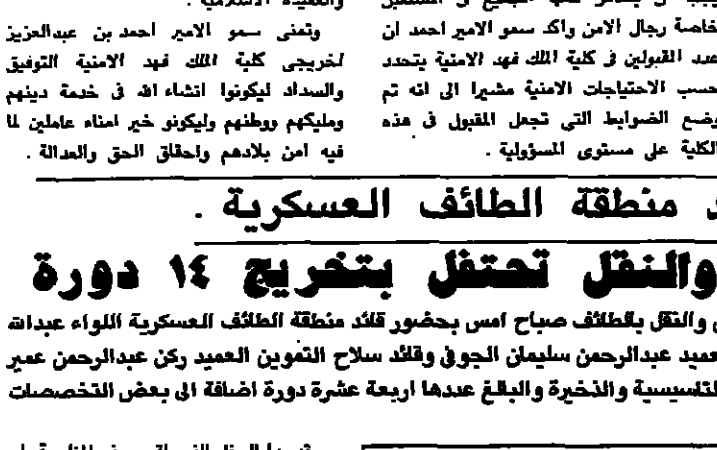 خاصة رجال الامن واكد سمو الامير احمد ان
عدد المقبولين في كلية الملك فهد الامنية يتحدد
حسب الاحتياجات الامنية مشيرا الى انه تم
وضع الضوابط التي تجعل القبول في هذه
الكلية على مستوى المسؤولية .
والعقيدة الاسلامية .
وتمنى سمو الامير احمد بن عبدالعزيز
لخريجي كلية الملك فهد الامنية التوفيق
والسداد ليكونوا انشاء الله في خدمة دينهم
ومليكهم ووطنهم وليكونو خير امناء عاملين لما
فيه امن بلادهم واحقاق الحق والعدالة .
منطقة الطائف العسكرية .
والنقل تحتفل بتخريج ١٤ دورة
والنقل بالطائف صباح امس بحضور قائد منطقة الطائف العسكرية اللواء عبدالله
عميد عبدالرحمن سليمان الجوفي وقائد سلاح التموين العميد ركن عبدالرحمن عمير
لتاسيسية والذخيرة والبالغ عددها اربعة عشرة دورة اضافة الى بعض التخصصات